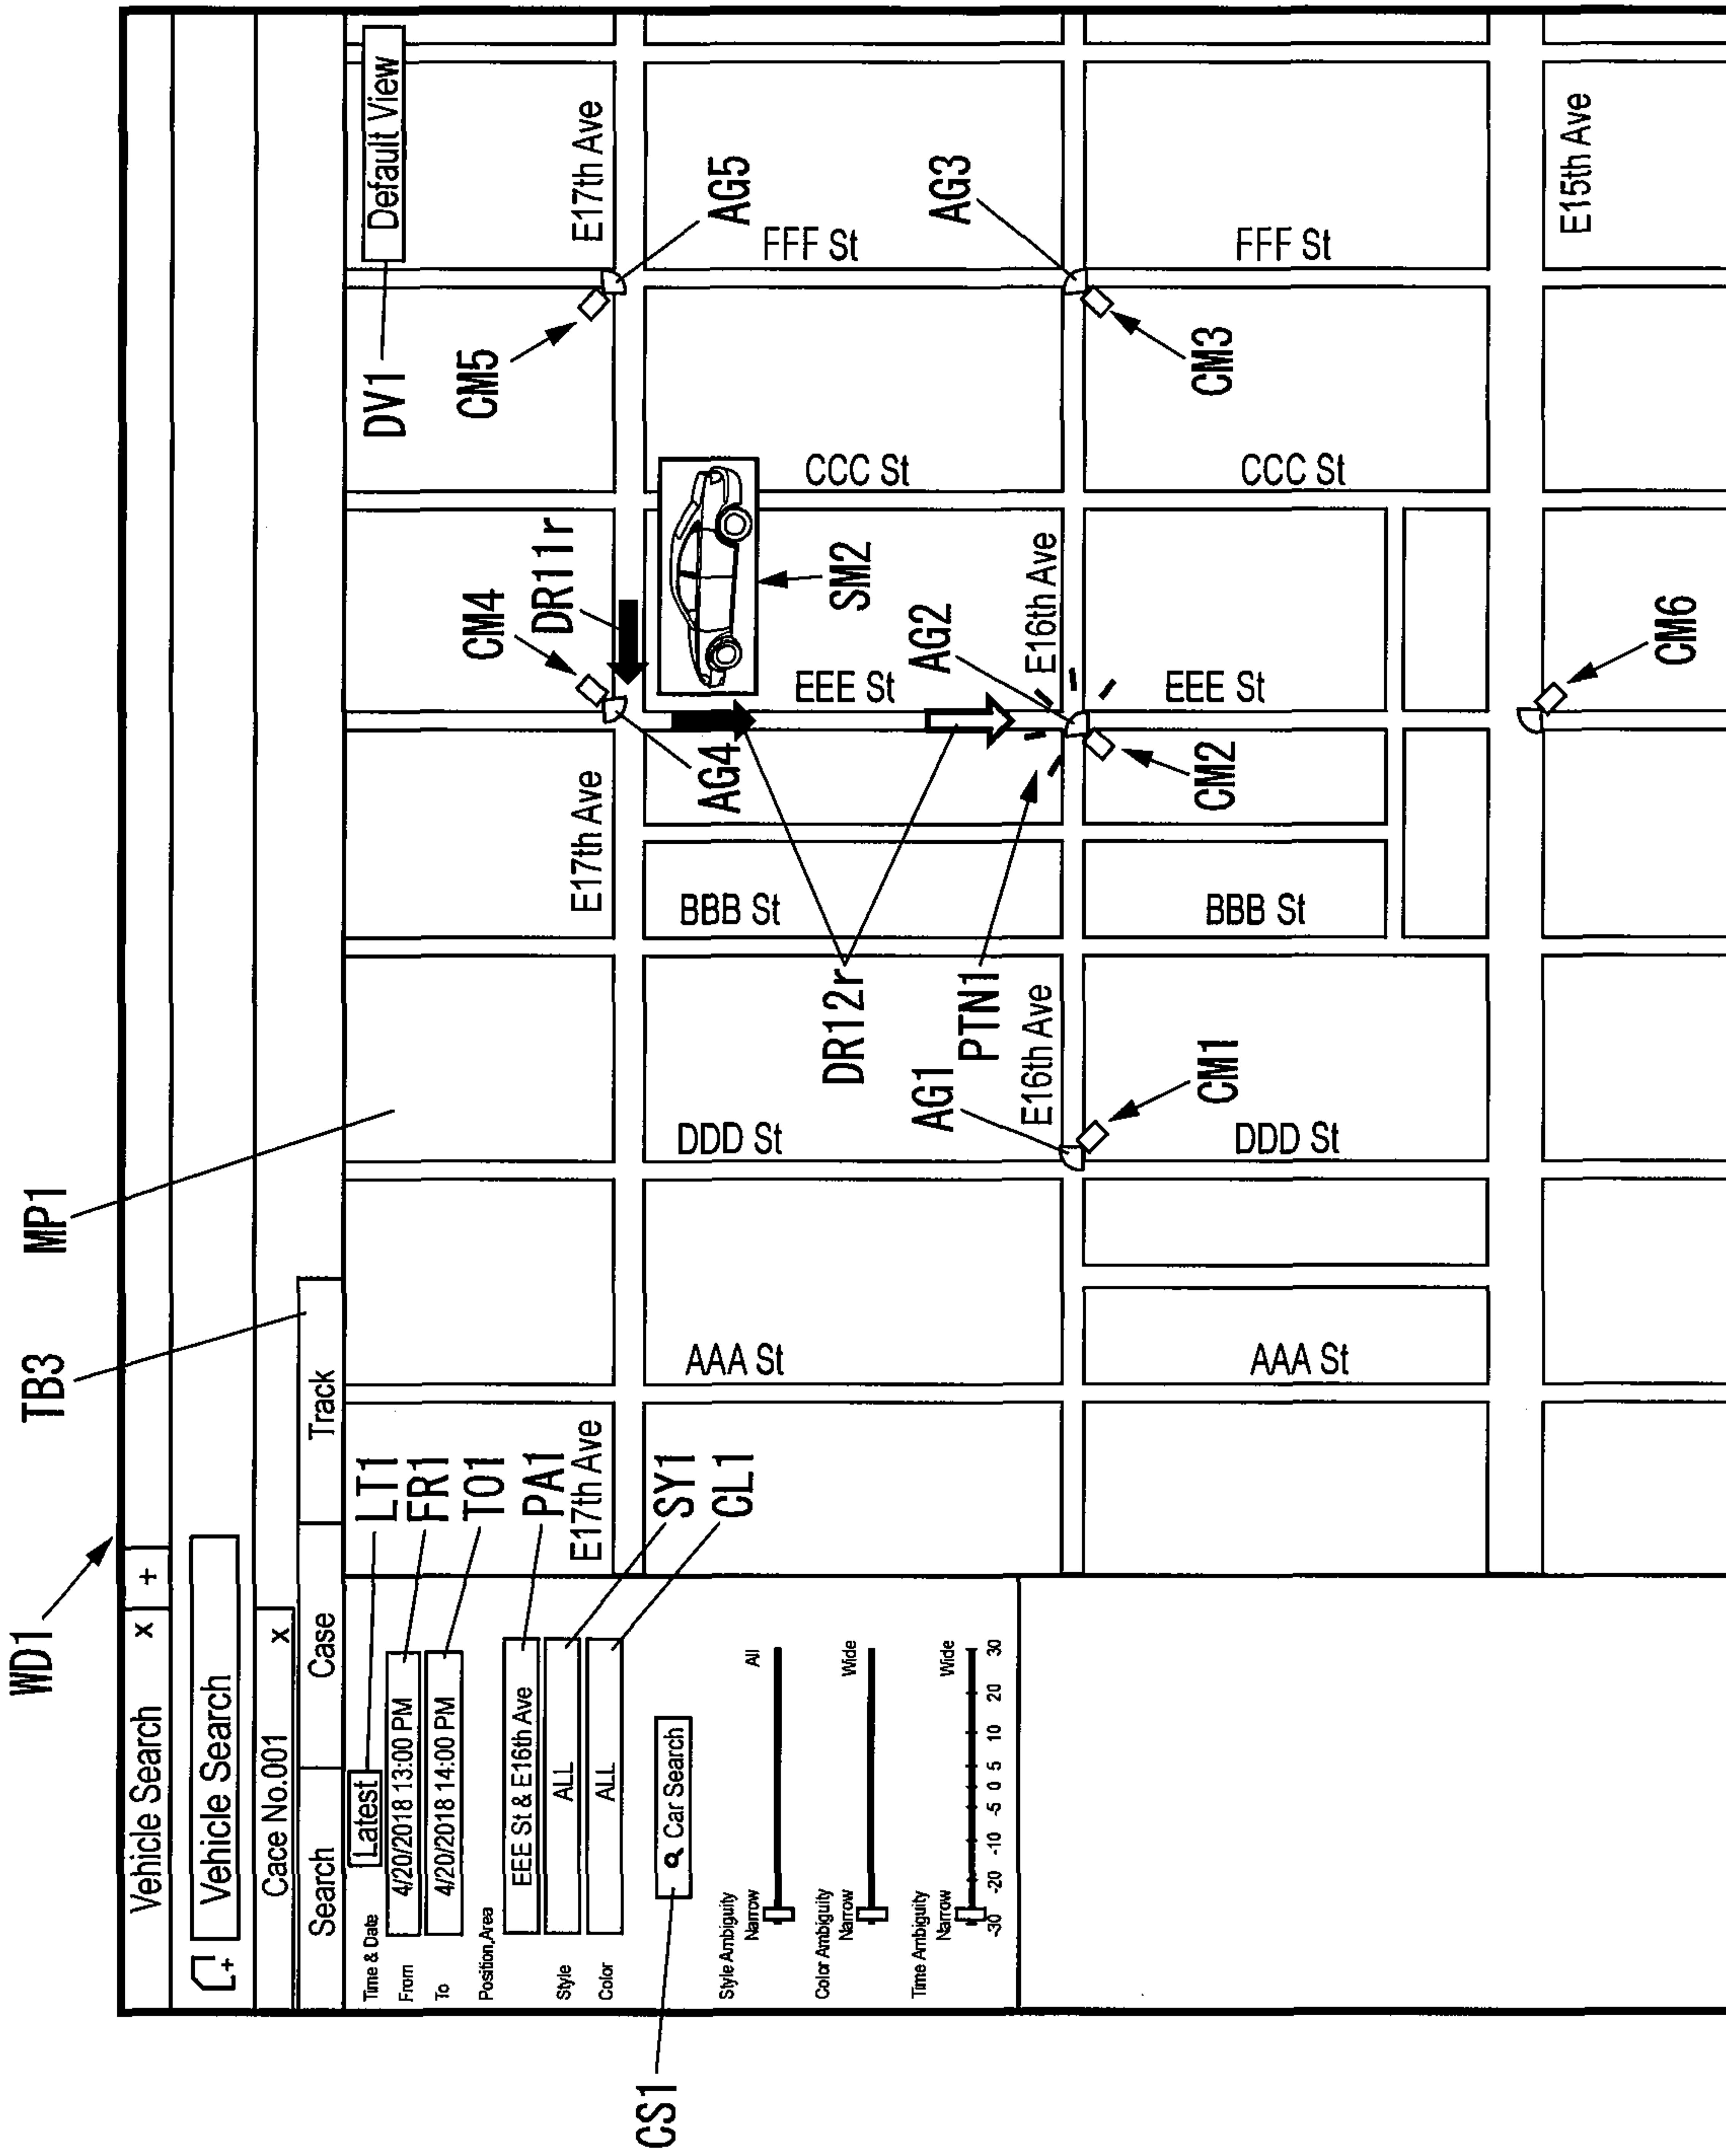 WD1
TB3
MP1
Vehicle Search x +
Vehicle Search
Cace No.001 x
Search Case Track
Time & Date Latest LT1
From 4/20/2018 13:00 PM FR1
To 4/20/2018 14:00 PM TO1
Position,Area
EEE St & E16th Ave PA1
Style ALL SY1
Color ALL CL1
CS1
Car Search
Style Ambiguity
Narrow All
Color Ambiguity
Narrow Wide
Time Ambiguity
Narrow Wide
-30 -20 -10 -5 0 5 10 20 30
Default View
DV1
CM5
CM4
DR11r
E17th Ave
E17th Ave
E17th Ave
AG5
AG4
SM2
AAA St
DDD St
BBB St
EEE St
CCC St
FFF St
DR12r
AG1
AG2
AG3
PTN1
E16th Ave
E16th Ave
CM1
CM2
CM3
AAA St
DDD St
BBB St
EEE St
CCC St
FFF St
E15th Ave
CM6